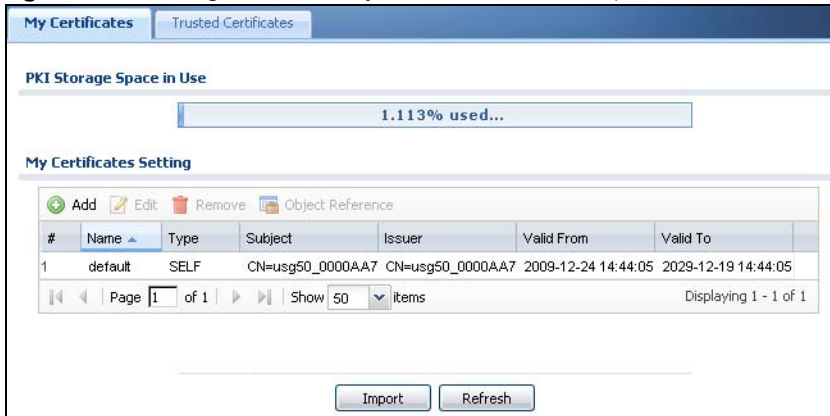 My Certificates Trusted Certificates
PKI Storage Space in Use
1.113% used...
My Certificates Setting
Add Edit Remove Object Reference
# Name Type Subject Issuer Valid From Valid To
1 default SELF CN=usg50_0000AA7 CN=usg50_0000AA7 2009-12-24 14:44:05 2029-12-19 14:44:05
Page 1 of 1 Show 50 items Displaying 1 - 1 of 1
Import Refresh